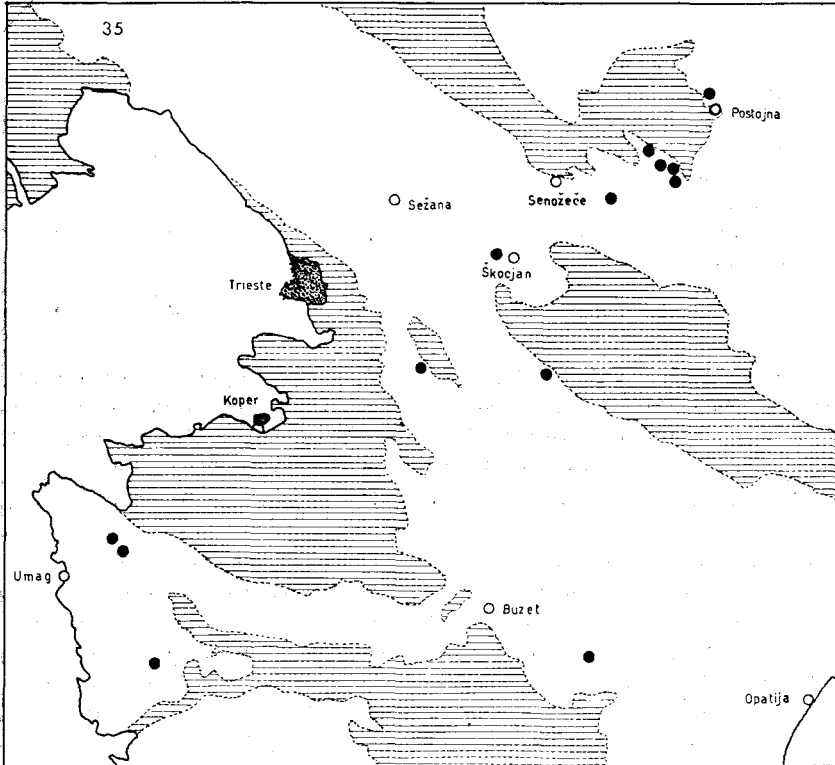 35
Postojna
Senožeče
Sežana
Škocjan
Trieste
Koper
Umag
Buzet
Opatija